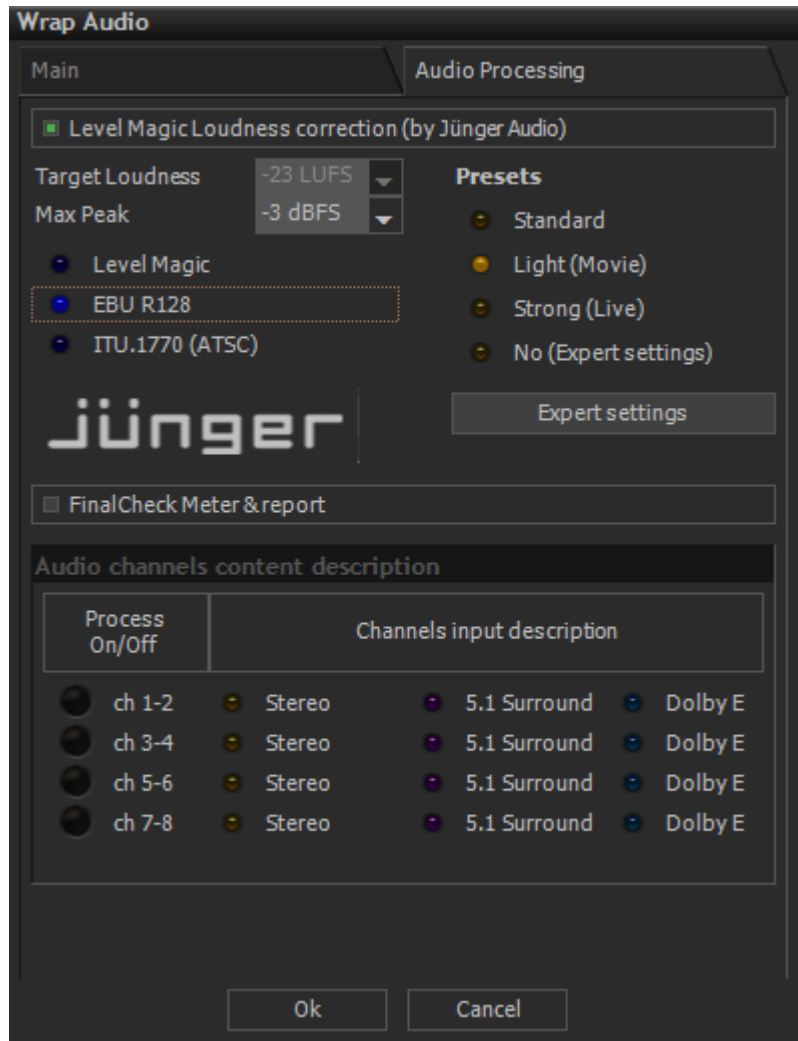 Wrap Audio
Main
Audio Processing
Level Magic Loudness correction (by Jünger Audio)
Target Loudness -23 LUFS
Max Peak -3 dBFS
Level Magic
EBU R128
ITU.1770 (ATSC)
Presets
Standard
Light (Movie)
Strong (Live)
No (Expert settings)
jünger
Expert settings
FinalCheck Meter & report
Audio channels content description
Process
On/Off
Channels input description
ch 1-2 Stereo 5.1 Surround Dolby E
ch 3-4 Stereo 5.1 Surround Dolby E
ch 5-6 Stereo 5.1 Surround Dolby E
ch 7-8 Stereo 5.1 Surround Dolby E
Ok Cancel